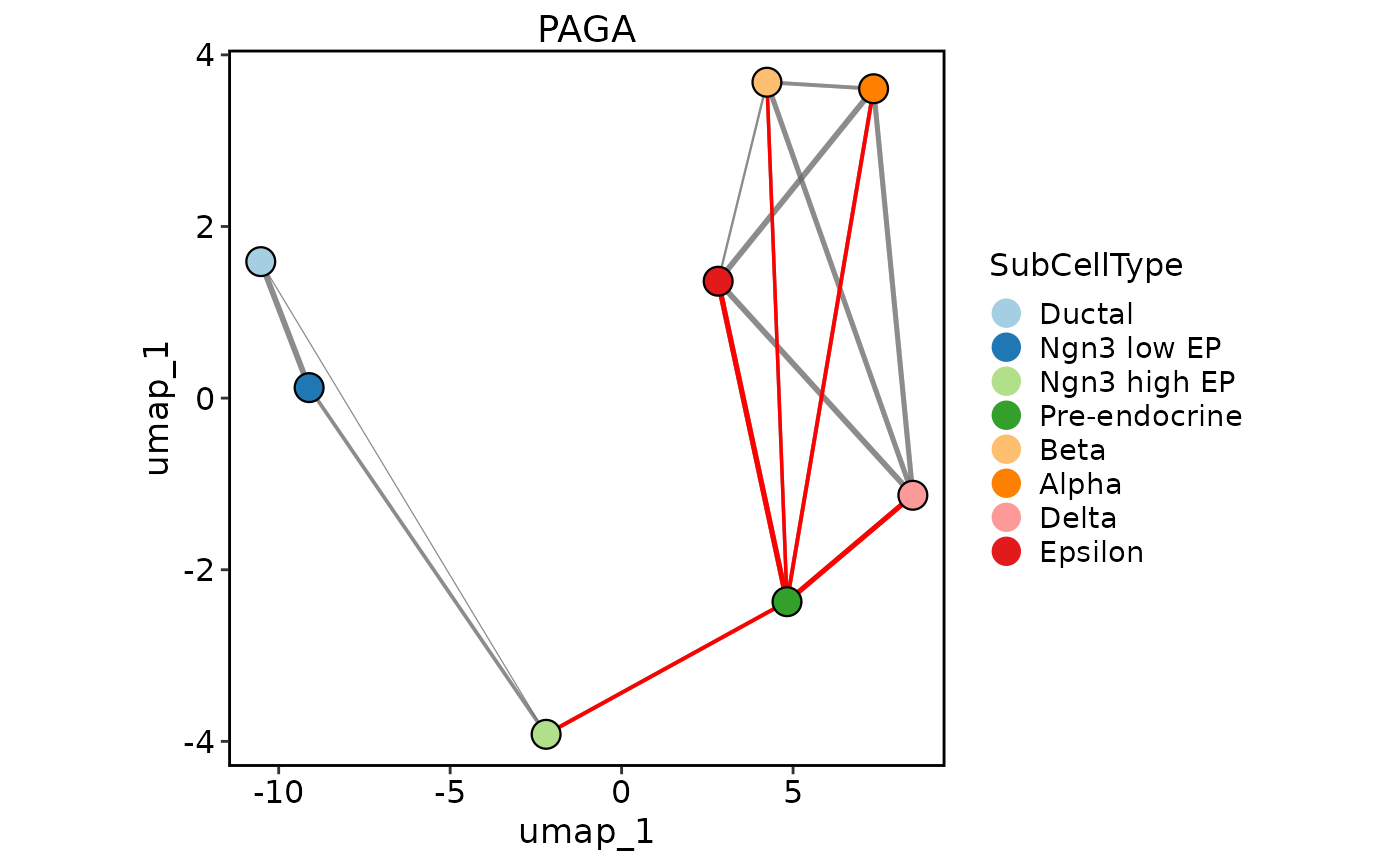 PAGA
4
2
0
-2
-4
umap_1
-10
-5
0
5
umap_1
SubCellType
Ductal
Ngn3 low EP
Ngn3 high EP
Pre-endocrine
Beta
Alpha
Delta
Epsilon